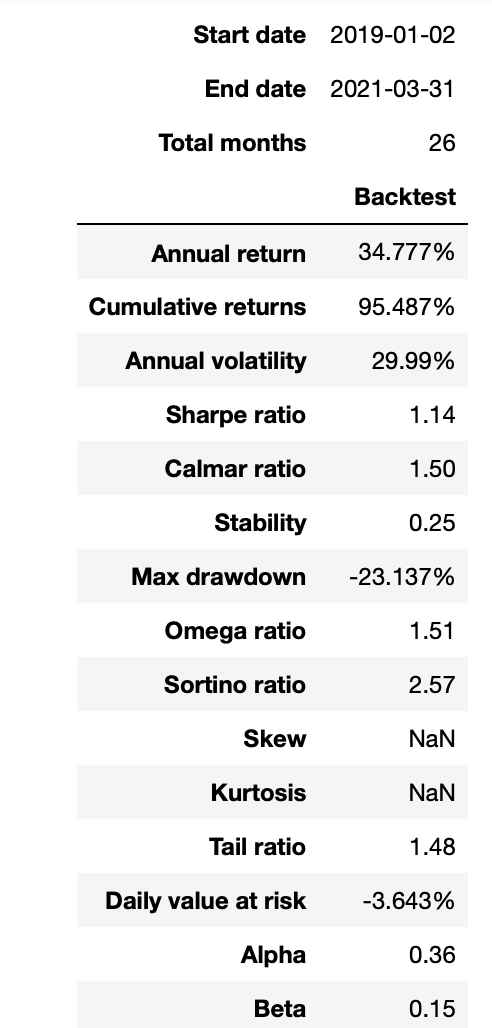 Start date 2019-01-02
End date 2021-03-31
Total months 26
Backtest
Annual return 34.777%
Cumulative returns 95.487%
Annual volatility 29.99%
Sharpe ratio 1.14
Calmar ratio 1.50
Stability 0.25
Max drawdown -23.137%
Omega ratio 1.51
Sortino ratio 2.57
Skew NaN
Kurtosis NaN
Tail ratio 1.48
Daily value at risk -3.643%
Alpha 0.36
Beta 0.15